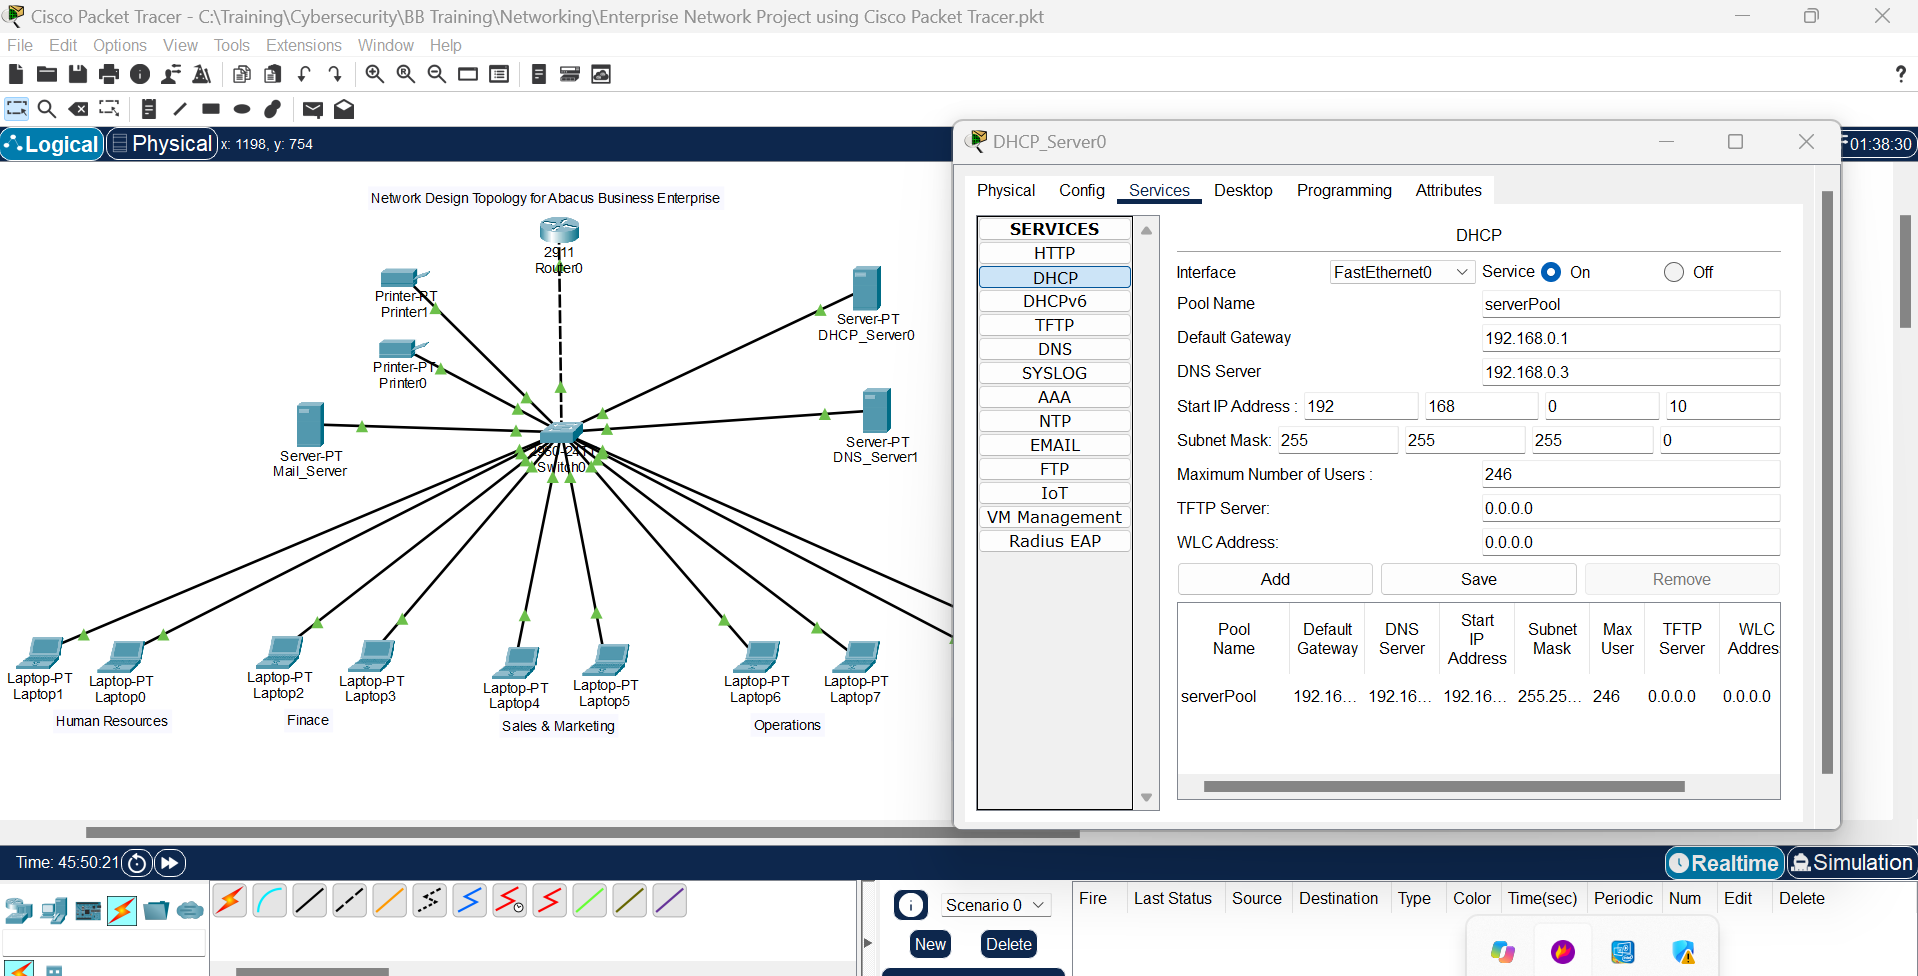 Cisco Packet Tracer - C:\Training\Cybersecurity\BB Training\Networking\Enterprise Network Project using Cisco Packet Tracer.pkt
File Edit Options View Tools Extensions Window Help
?
Logical Physical x: 1198, y: 754
01:38:30
Network Design Topology for Abacus Business Enterprise
2911
Router0
Printer-PT
Printer1
Printer-PT
Printer0
Server-PT
DHCP_Server0
Server-PT
Mail_Server
Server-PT
DNS_Server1
Switch0
Laptop-PT
Laptop1
Laptop-PT
Laptop0
Human Resources
Laptop-PT
Laptop2
Laptop-PT
Laptop3
Finace
Laptop-PT
Laptop4
Laptop-PT
Laptop5
Sales & Marketing
Laptop-PT
Laptop6
Laptop-PT
Laptop7
Operations
DHCP_Server0
Physical Config Services Desktop Programming Attributes
SERVICES
HTTP
DHCP
DHCPv6
TFTP
DNS
SYSLOG
AAA
NTP
EMAIL
FTP
IoT
VM Management
Radius EAP
DHCP
Interface FastEthernet0 Service On Off
Pool Name serverPool
Default Gateway 192.168.0.1
DNS Server 192.168.0.3
Start IP Address : 192 168 0 10
Subnet Mask: 255 255 255 0
Maximum Number of Users : 246
TFTP Server: 0.0.0.0
WLC Address: 0.0.0.0
Add Save Remove
Pool Name Default Gateway DNS Server Start IP Address Subnet Mask Max User TFTP Server WLC Addres
serverPool 192.16... 192.16... 192.16... 255.25... 246 0.0.0.0 0.0.0.0
Time: 45:50:21
Realtime Simulation
Scenario 0
New Delete
Fire Last Status Source Destination Type Color Time(sec) Periodic Num Edit Delete